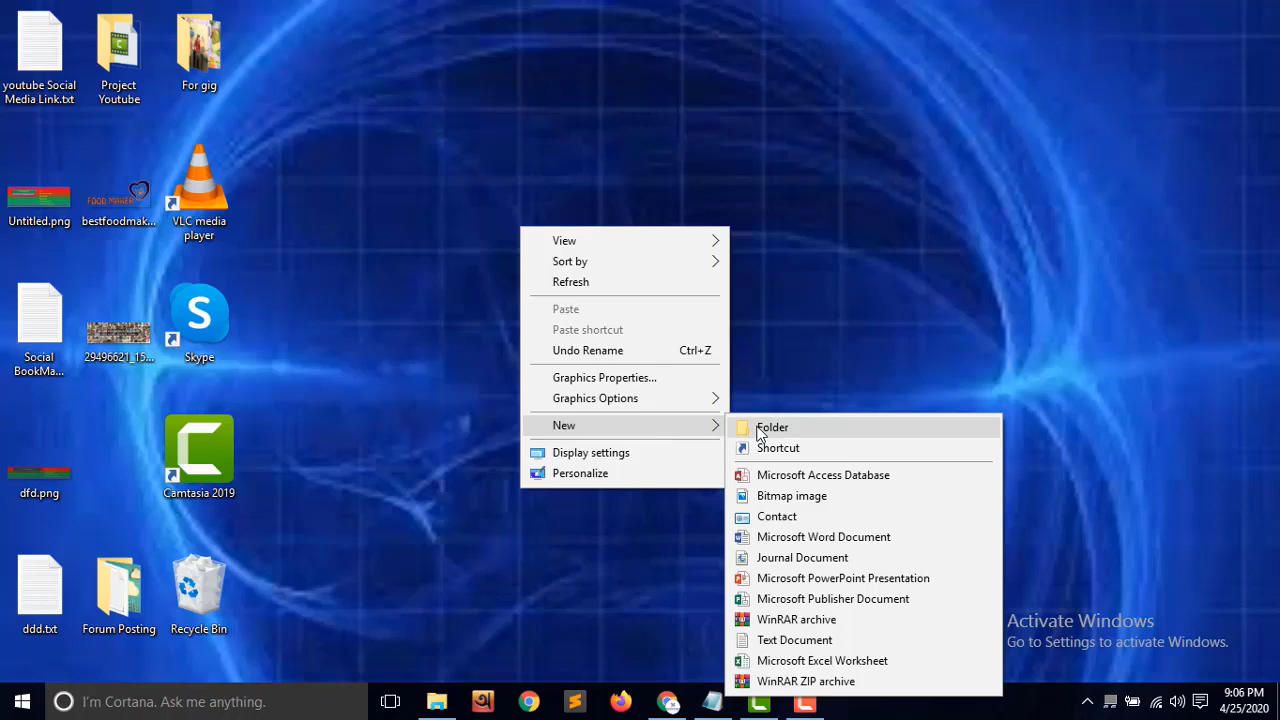 youtube Social
Media Link.txt
Project
Youtube
For gig
Untitled.png
bestfoodmak...
VLC media
player
FOOD MAKER
Social
BookMa...
29496621_15...
Skype
dfd.png
Camtasia 2019
ddd.txt
Forum Posting
Recycle Bin
View
Sort by
Refresh
Paste
Paste shortcut
Undo Rename Ctrl+Z
Graphics Properties...
Graphics Options
New
Display settings
Personalize
Folder
Shortcut
Microsoft Access Database
Bitmap image
Contact
Microsoft Word Document
Journal Document
Microsoft PowerPoint Presentation
Microsoft Publisher Document
WinRAR archive
Text Document
Microsoft Excel Worksheet
WinRAR ZIP archive
Activate Windows
Go to Settings to activate Windows.
I'm Cortana. Ask me anything.
9:06 PM
4/25/2020